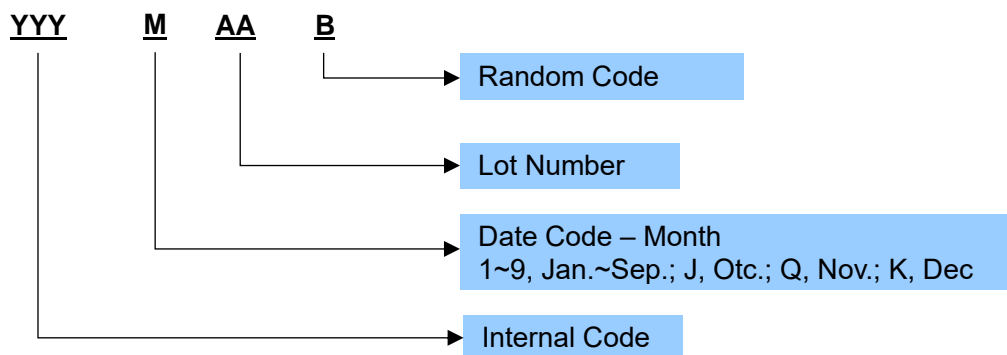 YYY M AA B
Random Code
Lot Number
Date Code – Month
1~9, Jan.~Sep.; J, Otc.; Q, Nov.; K, Dec
Internal Code